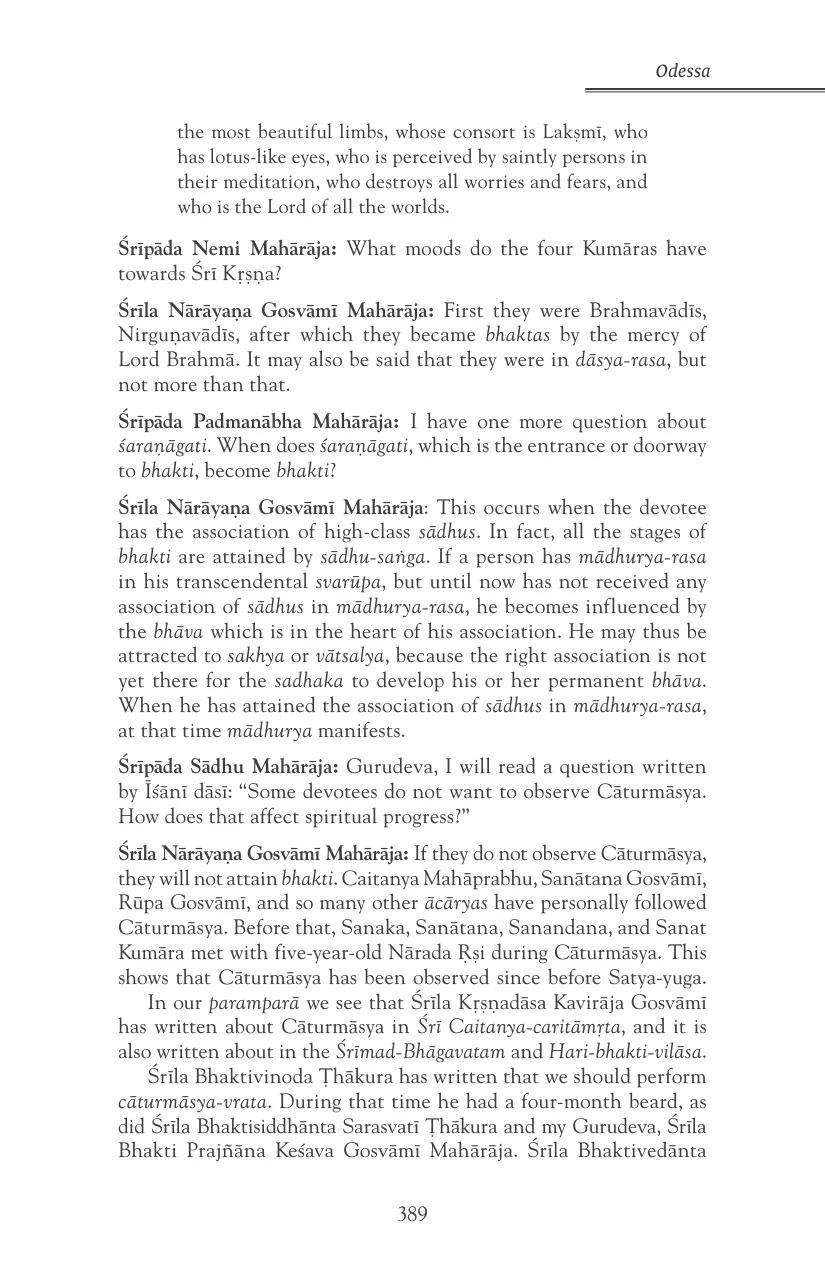 Odessa
the most beautiful limbs, whose consort is Lakṣmī, who
has lotus-like eyes, who is perceived by saintly persons in
their meditation, who destroys all worries and fears, and
who is the Lord of all the worlds.
Śrīpāda Nemi Mahārāja: What moods do the four Kumāras have
towards Śrī Kṛṣṇa?
Śrīla Nārāyaṇa Gosvāmī Mahārāja: First they were Brahmavādīs,
Nirguṇavādīs, after which they became bhaktas by the mercy of
Lord Brahmā. It may also be said that they were in dāsya-rasa, but
not more than that.
Śrīpāda Padmanābha Mahārāja: I have one more question about
śaraṇāgati. When does śaraṇāgati, which is the entrance or doorway
to bhakti, become bhakti?
Śrīla Nārāyaṇa Gosvāmī Mahārāja: This occurs when the devotee
has the association of high-class sādhus. In fact, all the stages of
bhakti are attained by sādhu-saṅga. If a person has mādhurya-rasa
in his transcendental svarūpa, but until now has not received any
association of sādhus in mādhurya-rasa, he becomes influenced by
the bhāva which is in the heart of his association. He may thus be
attracted to sakhya or vātsalya, because the right association is not
yet there for the sadhaka to develop his or her permanent bhāva.
When he has attained the association of sādhus in mādhurya-rasa,
at that time mādhurya manifests.
Śrīpāda Sādhu Mahārāja: Gurudeva, I will read a question written
by Īśānī dāsī: “Some devotees do not want to observe Cāturmāsya.
How does that affect spiritual progress?”
Śrīla Nārāyaṇa Gosvāmī Mahārāja: If they do not observe Cāturmāsya,
they will not attain bhakti. Caitanya Mahāprabhu, Sanātana Gosvāmī,
Rūpa Gosvāmī, and so many other ācāryas have personally followed
Cāturmāsya. Before that, Sanaka, Sanātana, Sanandana, and Sanat
Kumāra met with five-year-old Nārada Ṛṣi during Cāturmāsya. This
shows that Cāturmāsya has been observed since before Satya-yuga.
In our paramparā we see that Śrīla Kṛṣṇadāsa Kavirāja Gosvāmī
has written about Cāturmāsya in Śrī Caitanya-caritāmṛta, and it is
also written about in the Śrīmad-Bhāgavatam and Hari-bhakti-vilāsa.
Śrīla Bhaktivinoda Ṭhākura has written that we should perform
cāturmāsya-vrata. During that time he had a four-month beard, as
did Śrīla Bhaktisiddhānta Sarasvatī Ṭhākura and my Gurudeva, Śrīla
Bhakti Prajñāna Keśava Gosvāmī Mahārāja. Śrīla Bhaktivedānta
389